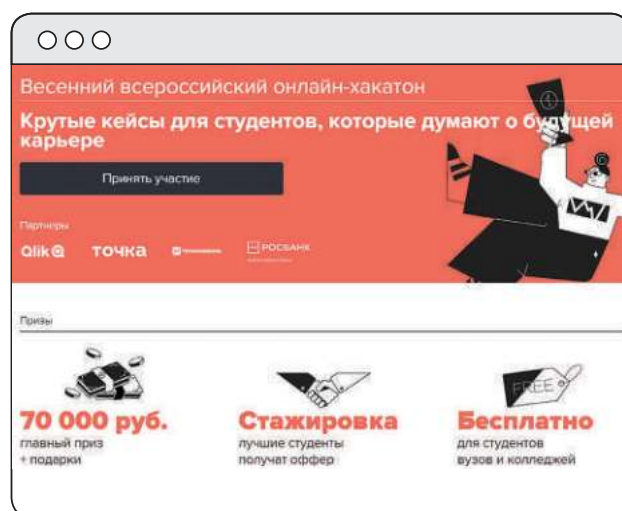 Весенний всероссийский онлайн-хакатон
Крутые кейсы для студентов, которые думают о будущей
карьере
Принять участие
Партнеры
Qlik точка РОСБАНК
Призы
FREE
70 000 руб. Стажировка Бесплатно
главный приз лучшие студенты для студентов
+ подарки получат оффер вузов и колледжей